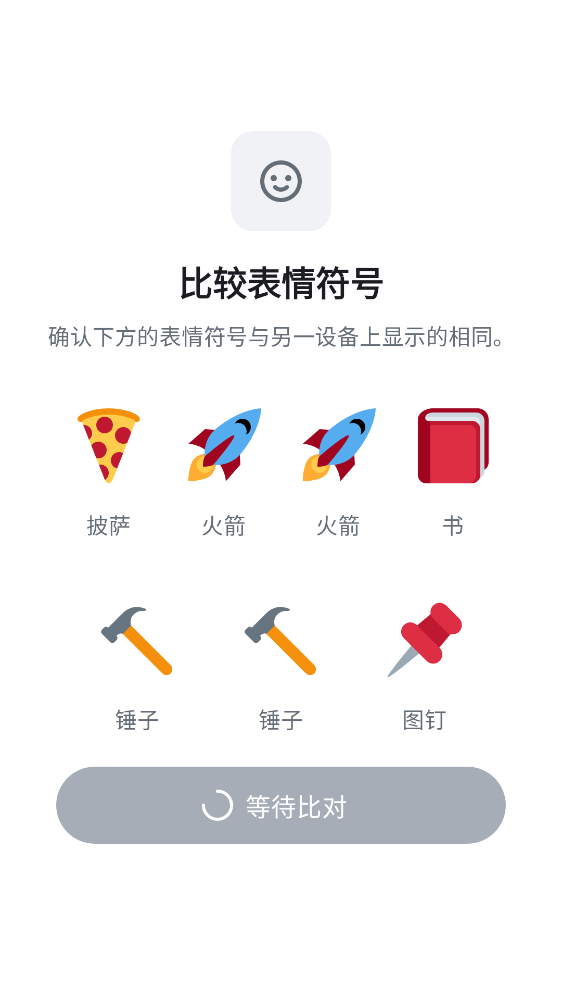 比较表情符号
确认下方的表情符号与另一设备上显示的相同。
披萨 火箭 火箭 书
锤子 锤子 图钉
等待比对